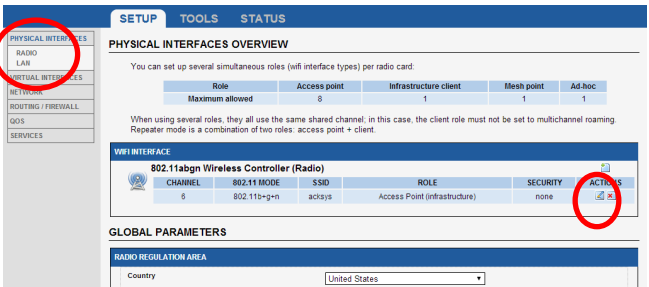 SETUP TOOLS STATUS
PHYSICAL INTERFACES
RADIO
LAN
VIRTUAL INTERFACES
NETWORK
ROUTING / FIREWALL
QOS
SERVICES
PHYSICAL INTERFACES OVERVIEW
You can set up several simultaneous roles (wifi interface types) per radio card:
Role Access point Infrastructure client Mesh point Ad-hoc
Maximum allowed 8 1 1 1
When using several roles, they all use the same shared channel; in this case, the client role must not be set to multichannel roaming.
Repeater mode is a combination of two roles: access point + client.
WIFI INTERFACE
802.11abgn Wireless Controller (Radio)
CHANNEL 802.11 MODE SSID ROLE SECURITY ACTIONS
6 802.11b+g+n acksys Access Point (infrastructure) none
GLOBAL PARAMETERS
RADIO REGULATION AREA
Country United States